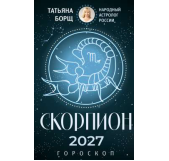 ТАТЬЯНА
БОРЩ
НАРОДНЫЙ
АСТРОЛОГ
РОССИИ
♏
СКОРПИОН
2027
ГОРОСКОП